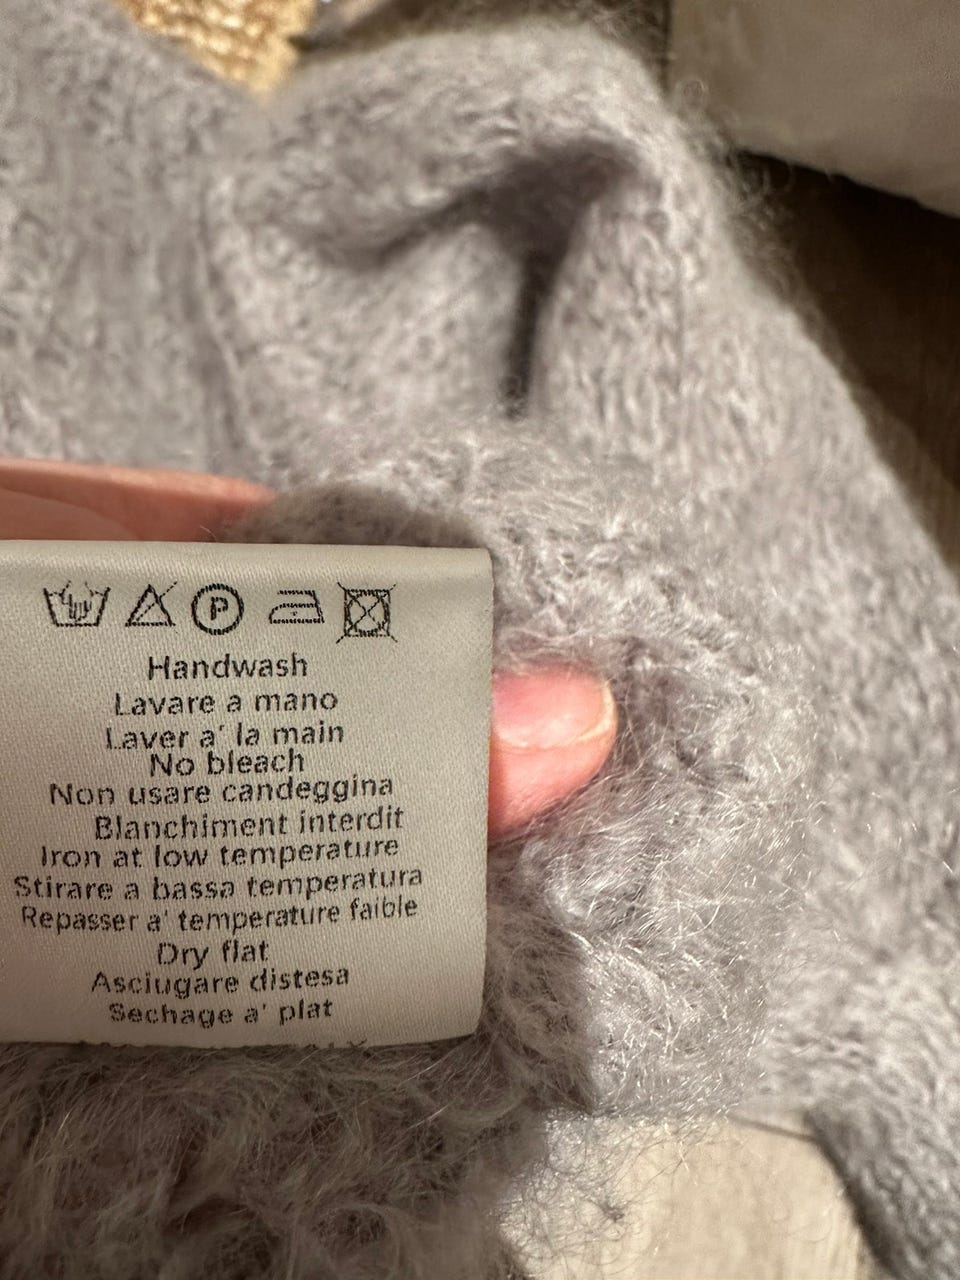 P
Handwash
Lavare a mano
Laver a' la main
No bleach
Non usare candeggina
Blanchiment interdit
Iron at low temperature
Stirare a bassa temperatura
Repasser a' temperature faible
Dry flat
Asciugare distesa
Sechage a' plat